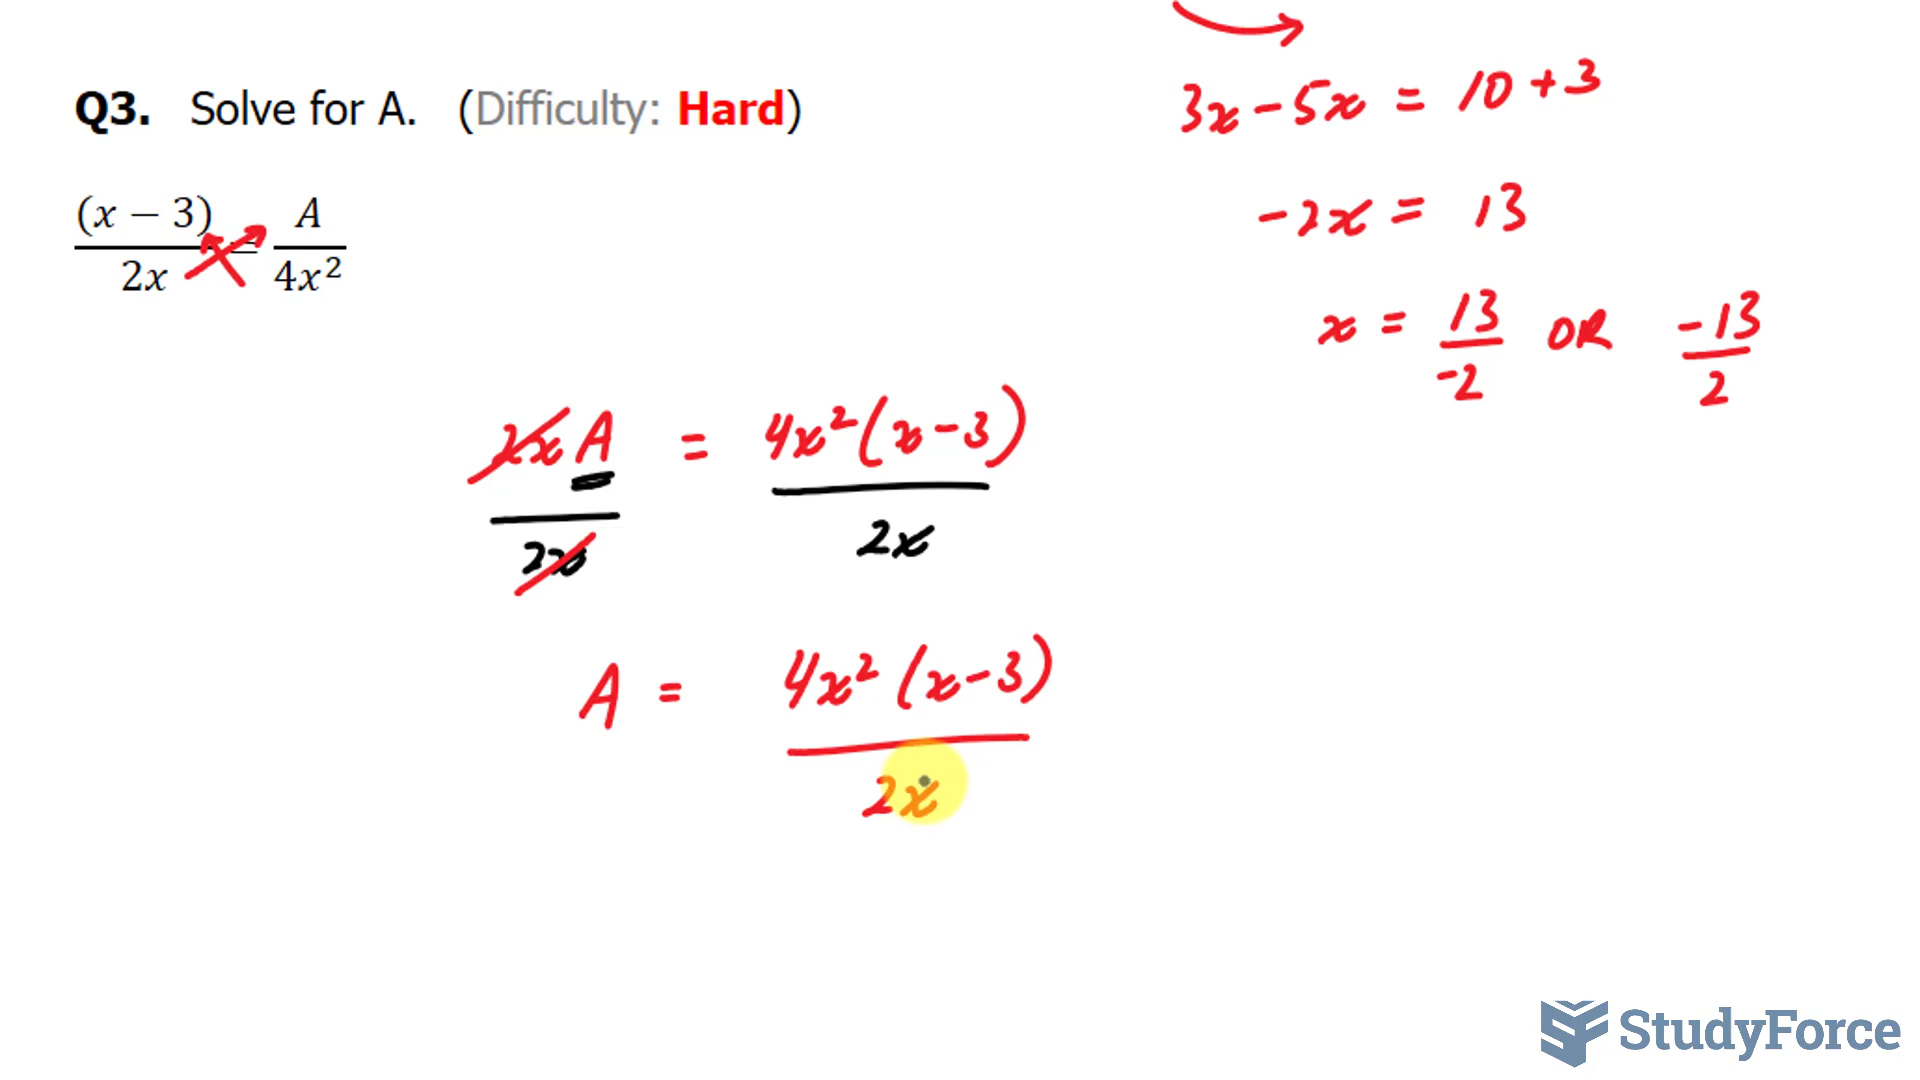 Q3. Solve for A. (Difficulty: Hard)
(x − 3)/2x = A/4x²
3x - 5x = 10 + 3
-2x = 13
x = 13/-2 OR -13/2
2xA/2x = 4x²(x-3)/2x
A = 4x²(x-3)/2x
StudyForce